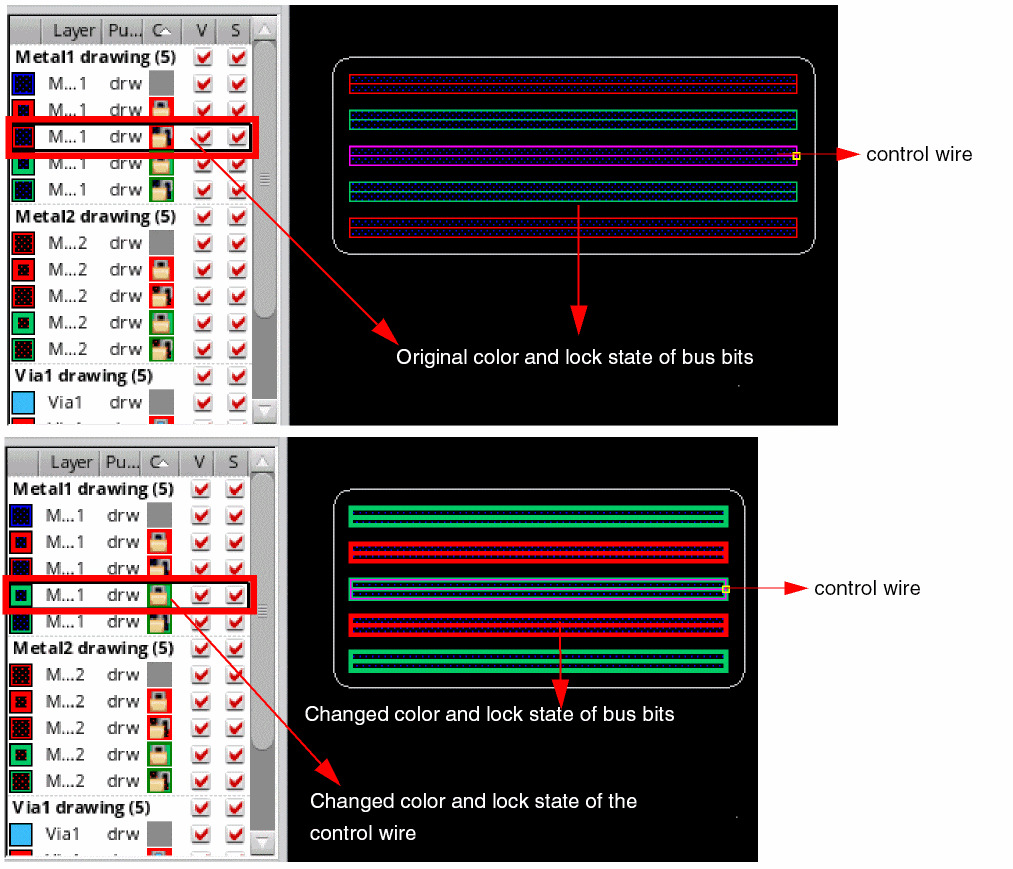 Layer Pu... C V S
Metal1 drawing (5)
M...1 drw
M...1 drw
M...1 drw
M...1 drw
M...1 drw
Metal2 drawing (5)
M...2 drw
M...2 drw
M...2 drw
M...2 drw
M...2 drw
Via1 drawing (5)
Via1 drw
control wire
Original color and lock state of bus bits
Layer Pu... C V S
Metal1 drawing (5)
M...1 drw
M...1 drw
M...1 drw
M...1 drw
M...1 drw
Metal2 drawing (5)
M...2 drw
M...2 drw
M...2 drw
M...2 drw
M...2 drw
Via1 drawing (5)
Via1 drw
control wire
Changed color and lock state of bus bits
Changed color and lock state of the
control wire